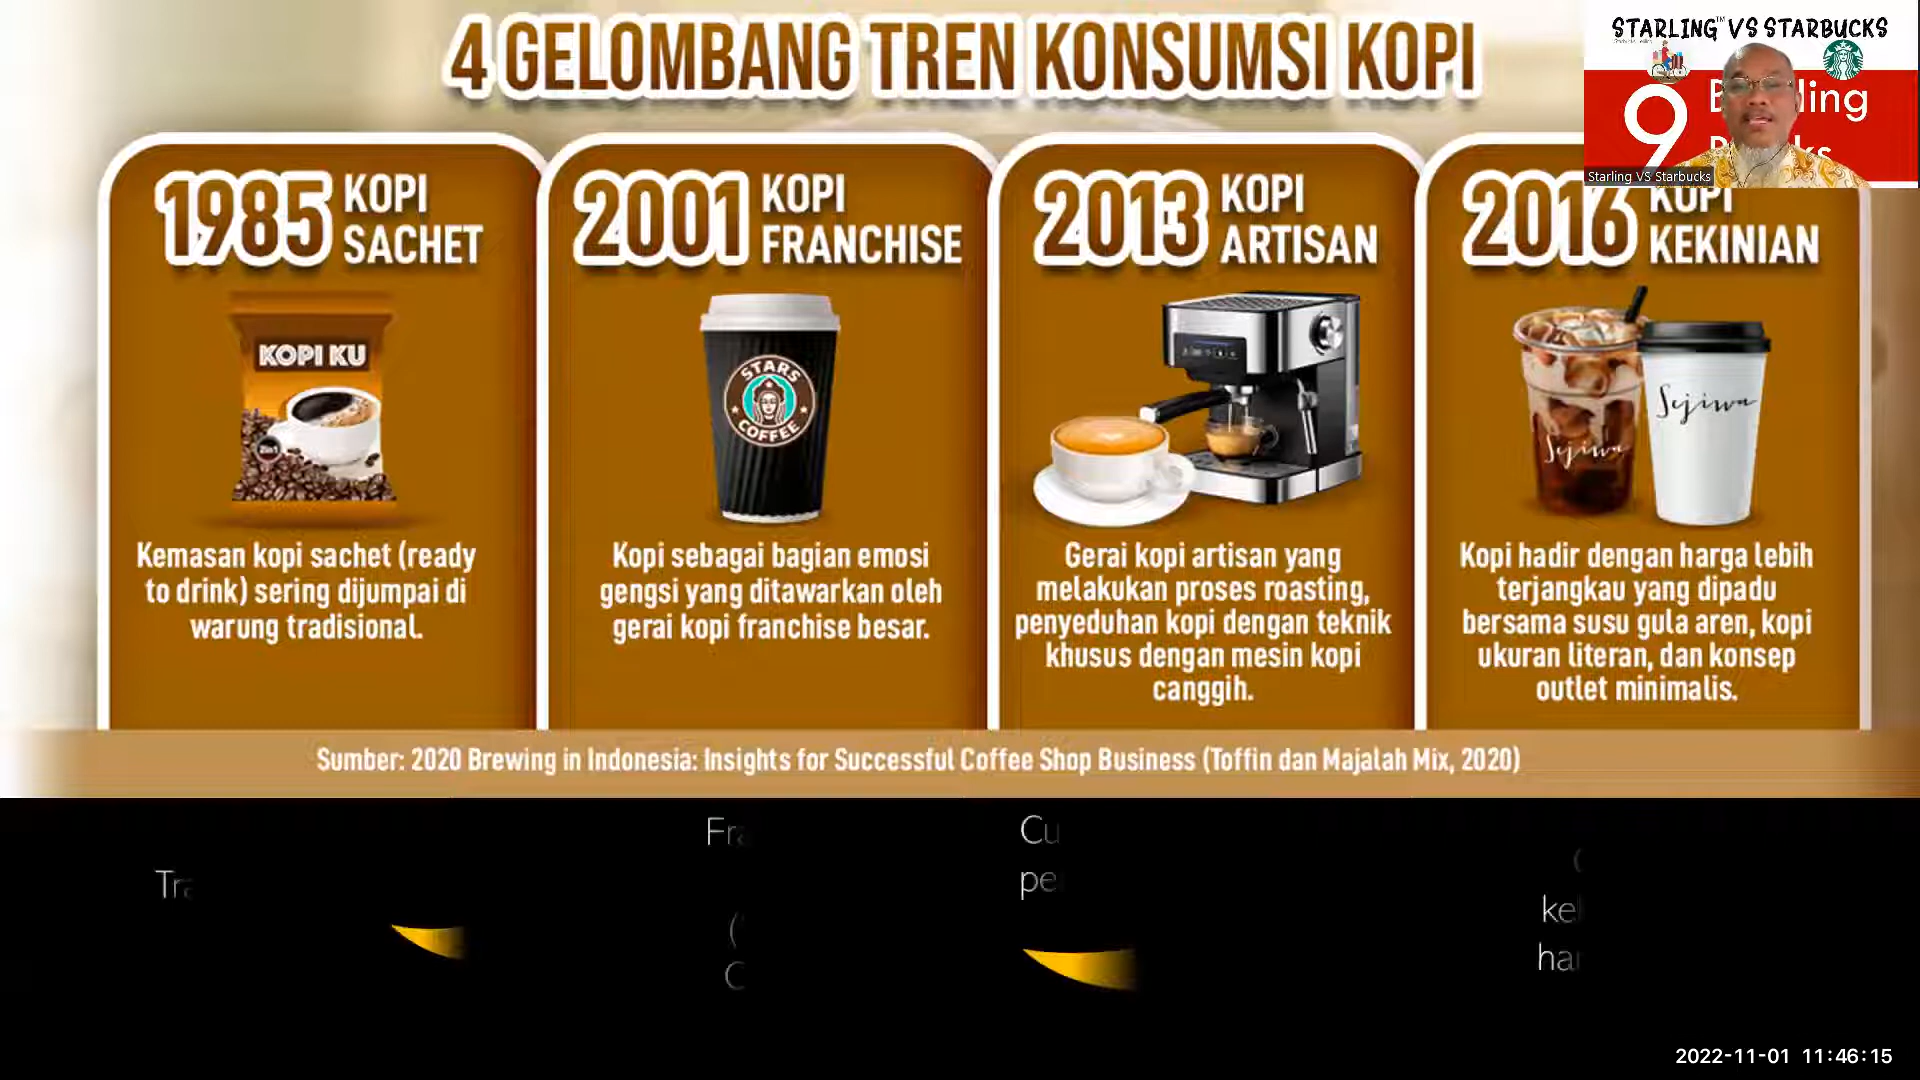 4 GELOMBANG TREN KONSUMSI KOPI
STARLING™ VS STARBUCKS
9
Starling VS Starbucks
1985 KOPI
SACHET
KOPI KU
2in1
Kemasan kopi sachet (ready
to drink) sering dijumpai di
warung tradisional.
2001 KOPI
FRANCHISE
STARS
COFFEE
Kopi sebagai bagian emosi
gengsi yang ditawarkan oleh
gerai kopi franchise besar.
2013 KOPI
ARTISAN
Gerai kopi artisan yang
melakukan proses roasting,
penyeduhan kopi dengan teknik
khusus dengan mesin kopi
canggih.
2016 KOPI
KEKINIAN
Sejiwa
Sejiwa
Kopi hadir dengan harga lebih
terjangkau yang dipadu
bersama susu gula aren, kopi
ukuran literan, dan konsep
outlet minimalis.
Sumber: 2020 Brewing in Indonesia: Insights for Successful Coffee Shop Business (Toffin dan Majalah Mix, 2020)
2022-11-01 11:46:15